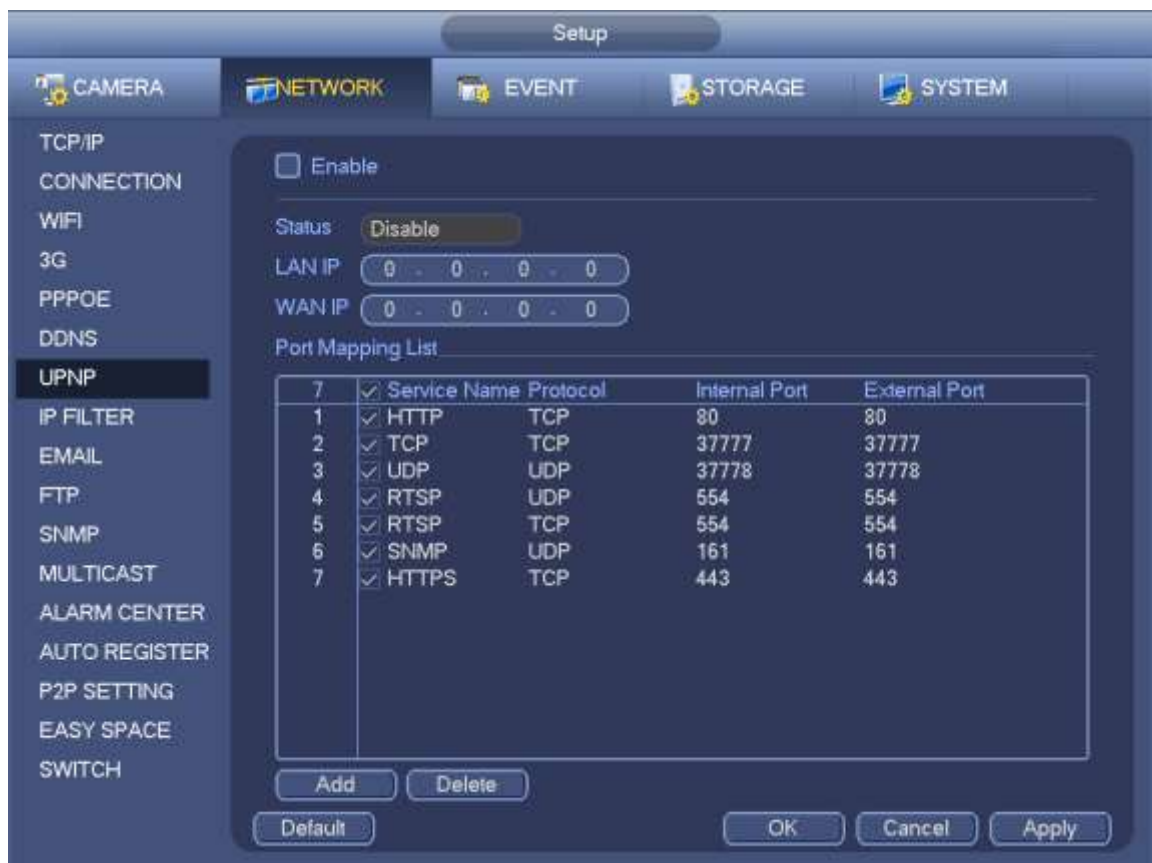 Setup
CAMERA NETWORK EVENT STORAGE SYSTEM
TCP/IP
CONNECTION
WIFI
3G
PPPOE
DDNS
UPNP
IP FILTER
EMAIL
FTP
SNMP
MULTICAST
ALARM CENTER
AUTO REGISTER
P2P SETTING
EASY SPACE
SWITCH
Enable
Status Disable
LAN IP 0 . 0 . 0 . 0
WAN IP 0 . 0 . 0 . 0
Port Mapping List
7 Service Name Protocol Internal Port External Port
1 HTTP TCP 80 80
2 TCP TCP 37777 37777
3 UDP UDP 37778 37778
4 RTSP UDP 554 554
5 RTSP TCP 554 554
6 SNMP UDP 161 161
7 HTTPS TCP 443 443
Add Delete
Default OK Cancel Apply